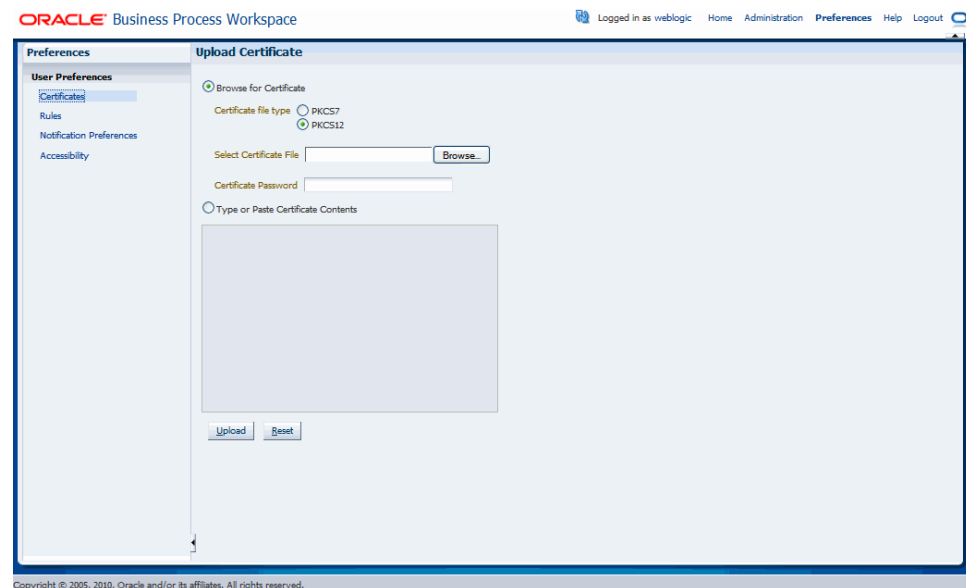 ORACLE Business Process Workspace
Logged in as weblogic Home Administration Preferences Help Logout
Preferences
User Preferences
Certificates
Rules
Notification Preferences
Accessibility
Upload Certificate
Browse for Certificate
Certificate file type PKCS7
PKCS12
Select Certificate File Browse...
Certificate Password
Type or Paste Certificate Contents
Upload Reset
Copyright © 2005, 2010, Oracle and/or its affiliates. All rights reserved.